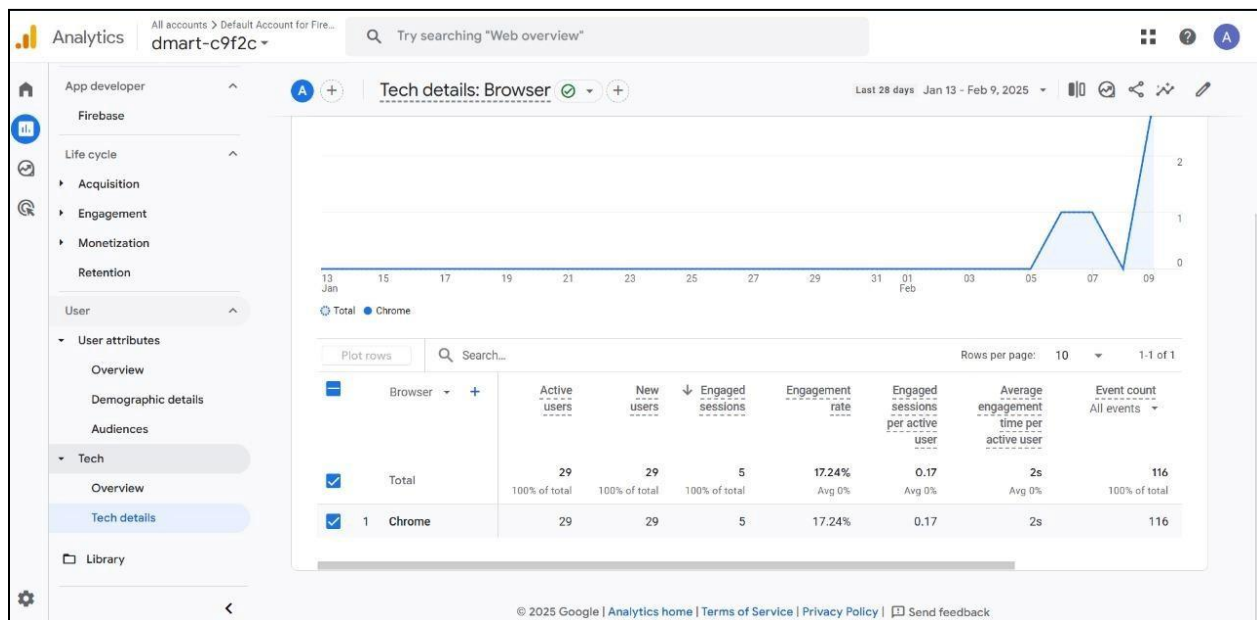 Analytics
All accounts > Default Account for Fire...
dmart-c9f2c
Try searching "Web overview"
A
App developer
Firebase
Life cycle
Acquisition
Engagement
Monetization
Retention
User
User attributes
Overview
Demographic details
Audiences
Tech
Overview
Tech details
Library
A
Tech details: Browser
Last 28 days Jan 13 - Feb 9, 2025
2
1
0
13 15 17 19 21 23 25 27 29 31 01 03 05 07 09
Jan Feb
Total Chrome
Plot rows
Search...
Rows per page: 10 1-1 of 1
Browser
Active users
New users
Engaged sessions
Engagement rate
Engaged sessions per active user
Average engagement time per active user
Event count
All events
Total 29 29 5 17.24% 0.17 2s 116
100% of total 100% of total 100% of total Avg 0% Avg 0% Avg 0% 100% of total
1 Chrome 29 29 5 17.24% 0.17 2s 116
© 2025 Google | Analytics home | Terms of Service | Privacy Policy | Send feedback